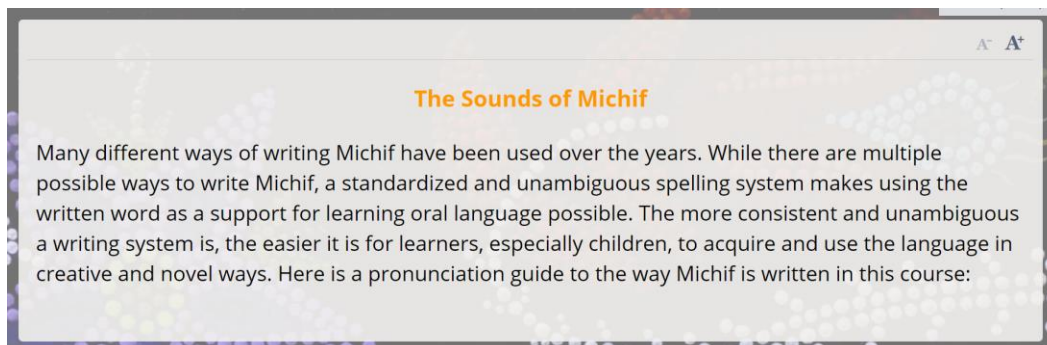 A- A+
The Sounds of Michif
Many different ways of writing Michif have been used over the years. While there are multiple
possible ways to write Michif, a standardized and unambiguous spelling system makes using the
written word as a support for learning oral language possible. The more consistent and unambiguous
a writing system is, the easier it is for learners, especially children, to acquire and use the language in
creative and novel ways. Here is a pronunciation guide to the way Michif is written in this course: